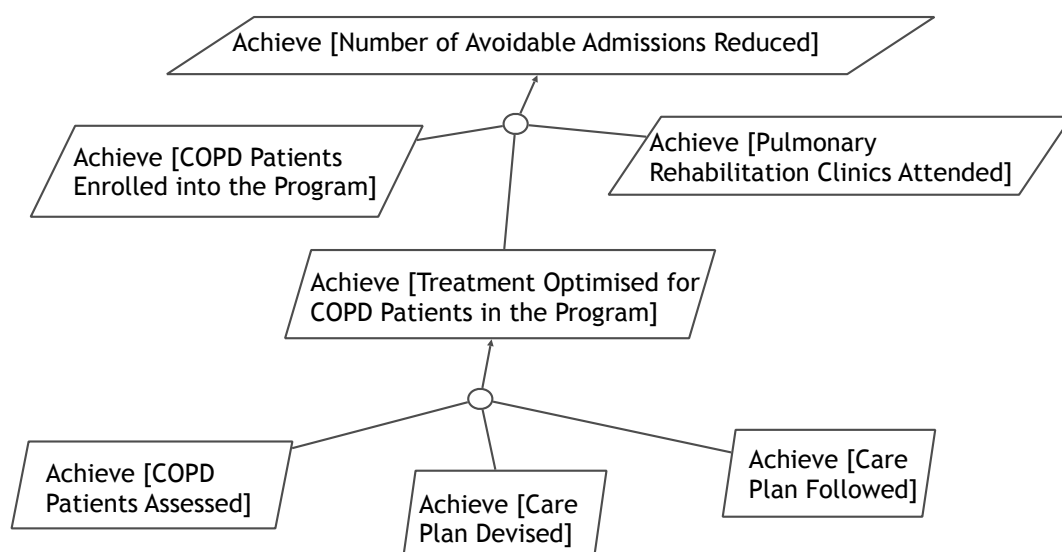 Achieve [Number of Avoidable Admissions Reduced]
Achieve [COPD Patients
Enrolled into the Program]
Achieve [Pulmonary
Rehabilitation Clinics Attended]
Achieve [Treatment Optimised for
COPD Patients in the Program]
Achieve [COPD
Patients Assessed]
Achieve [Care
Plan Devised]
Achieve [Care
Plan Followed]